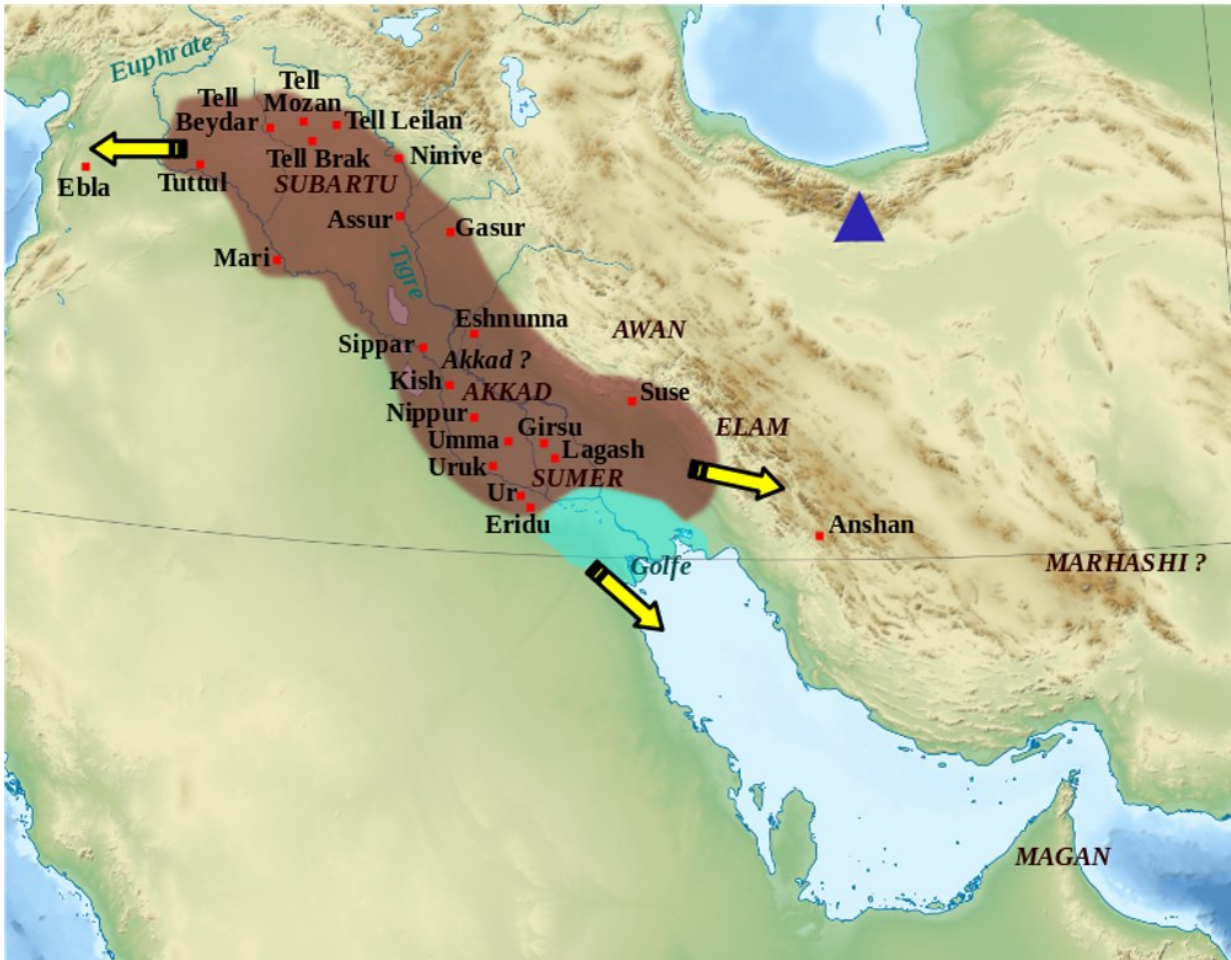 Euphrate
Tell
Mozan
Tell
Beydar
Tell Leilan
Tell Brak
Ninive
Ebla
Tuttul
SUBARTU
Assur
Gasur
Mari
Tigre
Eshnunna
AWAN
Sippar
Akkad ?
Kish
AKKAD
Suse
Nippur
Girsu
ELAM
Umma
Lagash
Uruk
SUMER
Ur
Eridu
Anshan
Golfe
MARHASHI ?
MAGAN